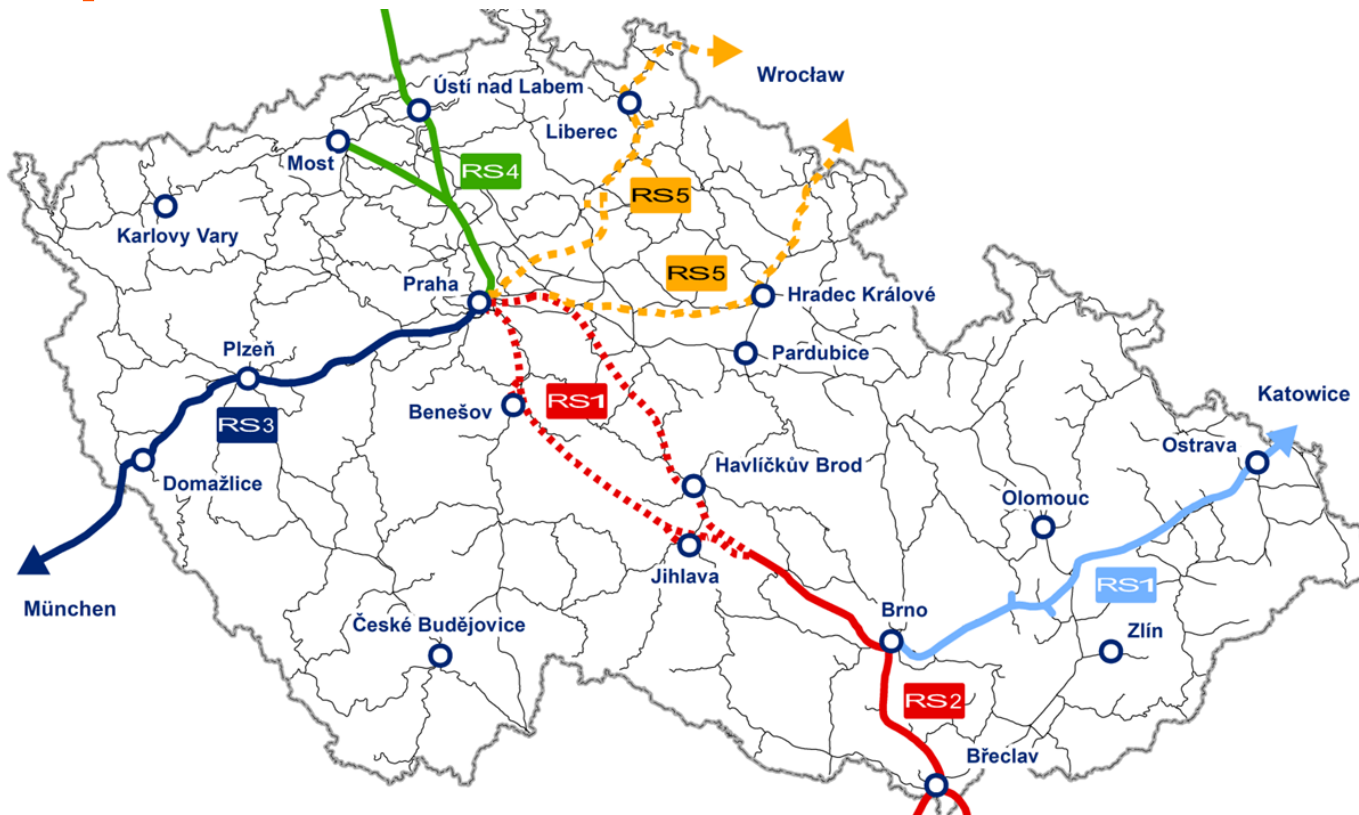 Ústí nad Labem
Wrocław
Liberec
Most
RS4
RS5
Karlovy Vary
RS5
Praha
Hradec Králové
Plzeň
Pardubice
Benešov
RS1
Katowice
RS3
Ostrava
Domažlice
Havlíčkův Brod
Olomouc
Jihlava
RS1
München
Brno
České Budějovice
Zlín
RS2
Břeclav